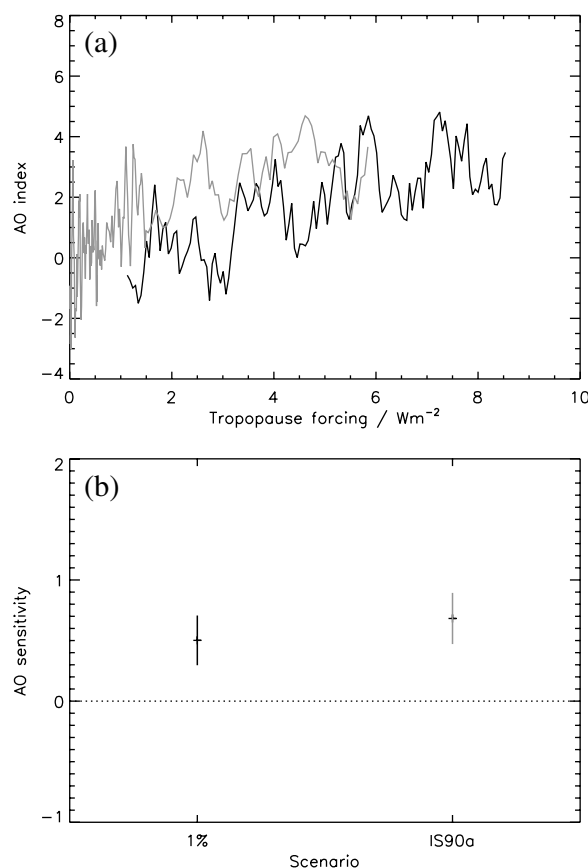 (a)
8
6
4
2
0
−2
−4
AO index
0 2 4 6 8 10
Tropopause forcing / Wm⁻²
(b)
2
1
0
−1
AO sensitivity
1% IS90a
Scenario